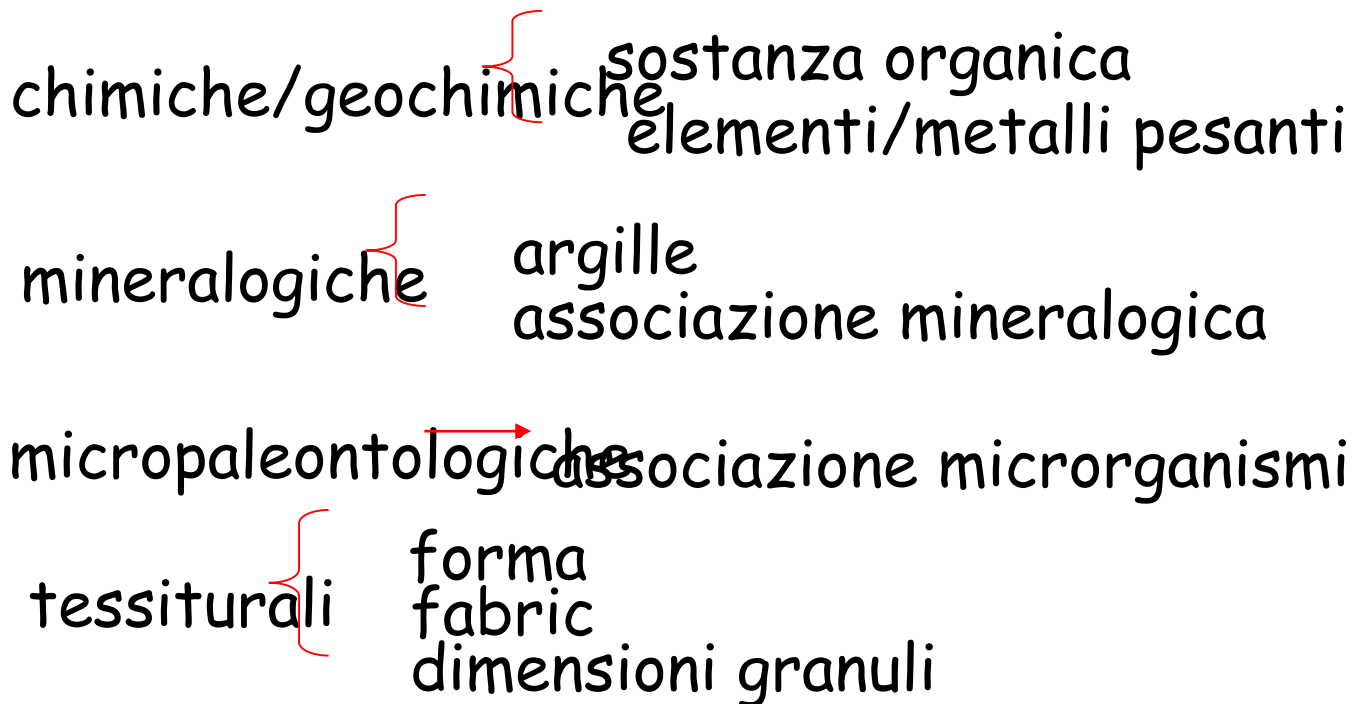 chimiche/geochimiche
sostanza organica
elementi/metalli pesanti
mineralogiche
argille
associazione mineralogica
micropaleontologiche
associazione microrganismi
tessiturali
forma
fabric
dimensioni granuli